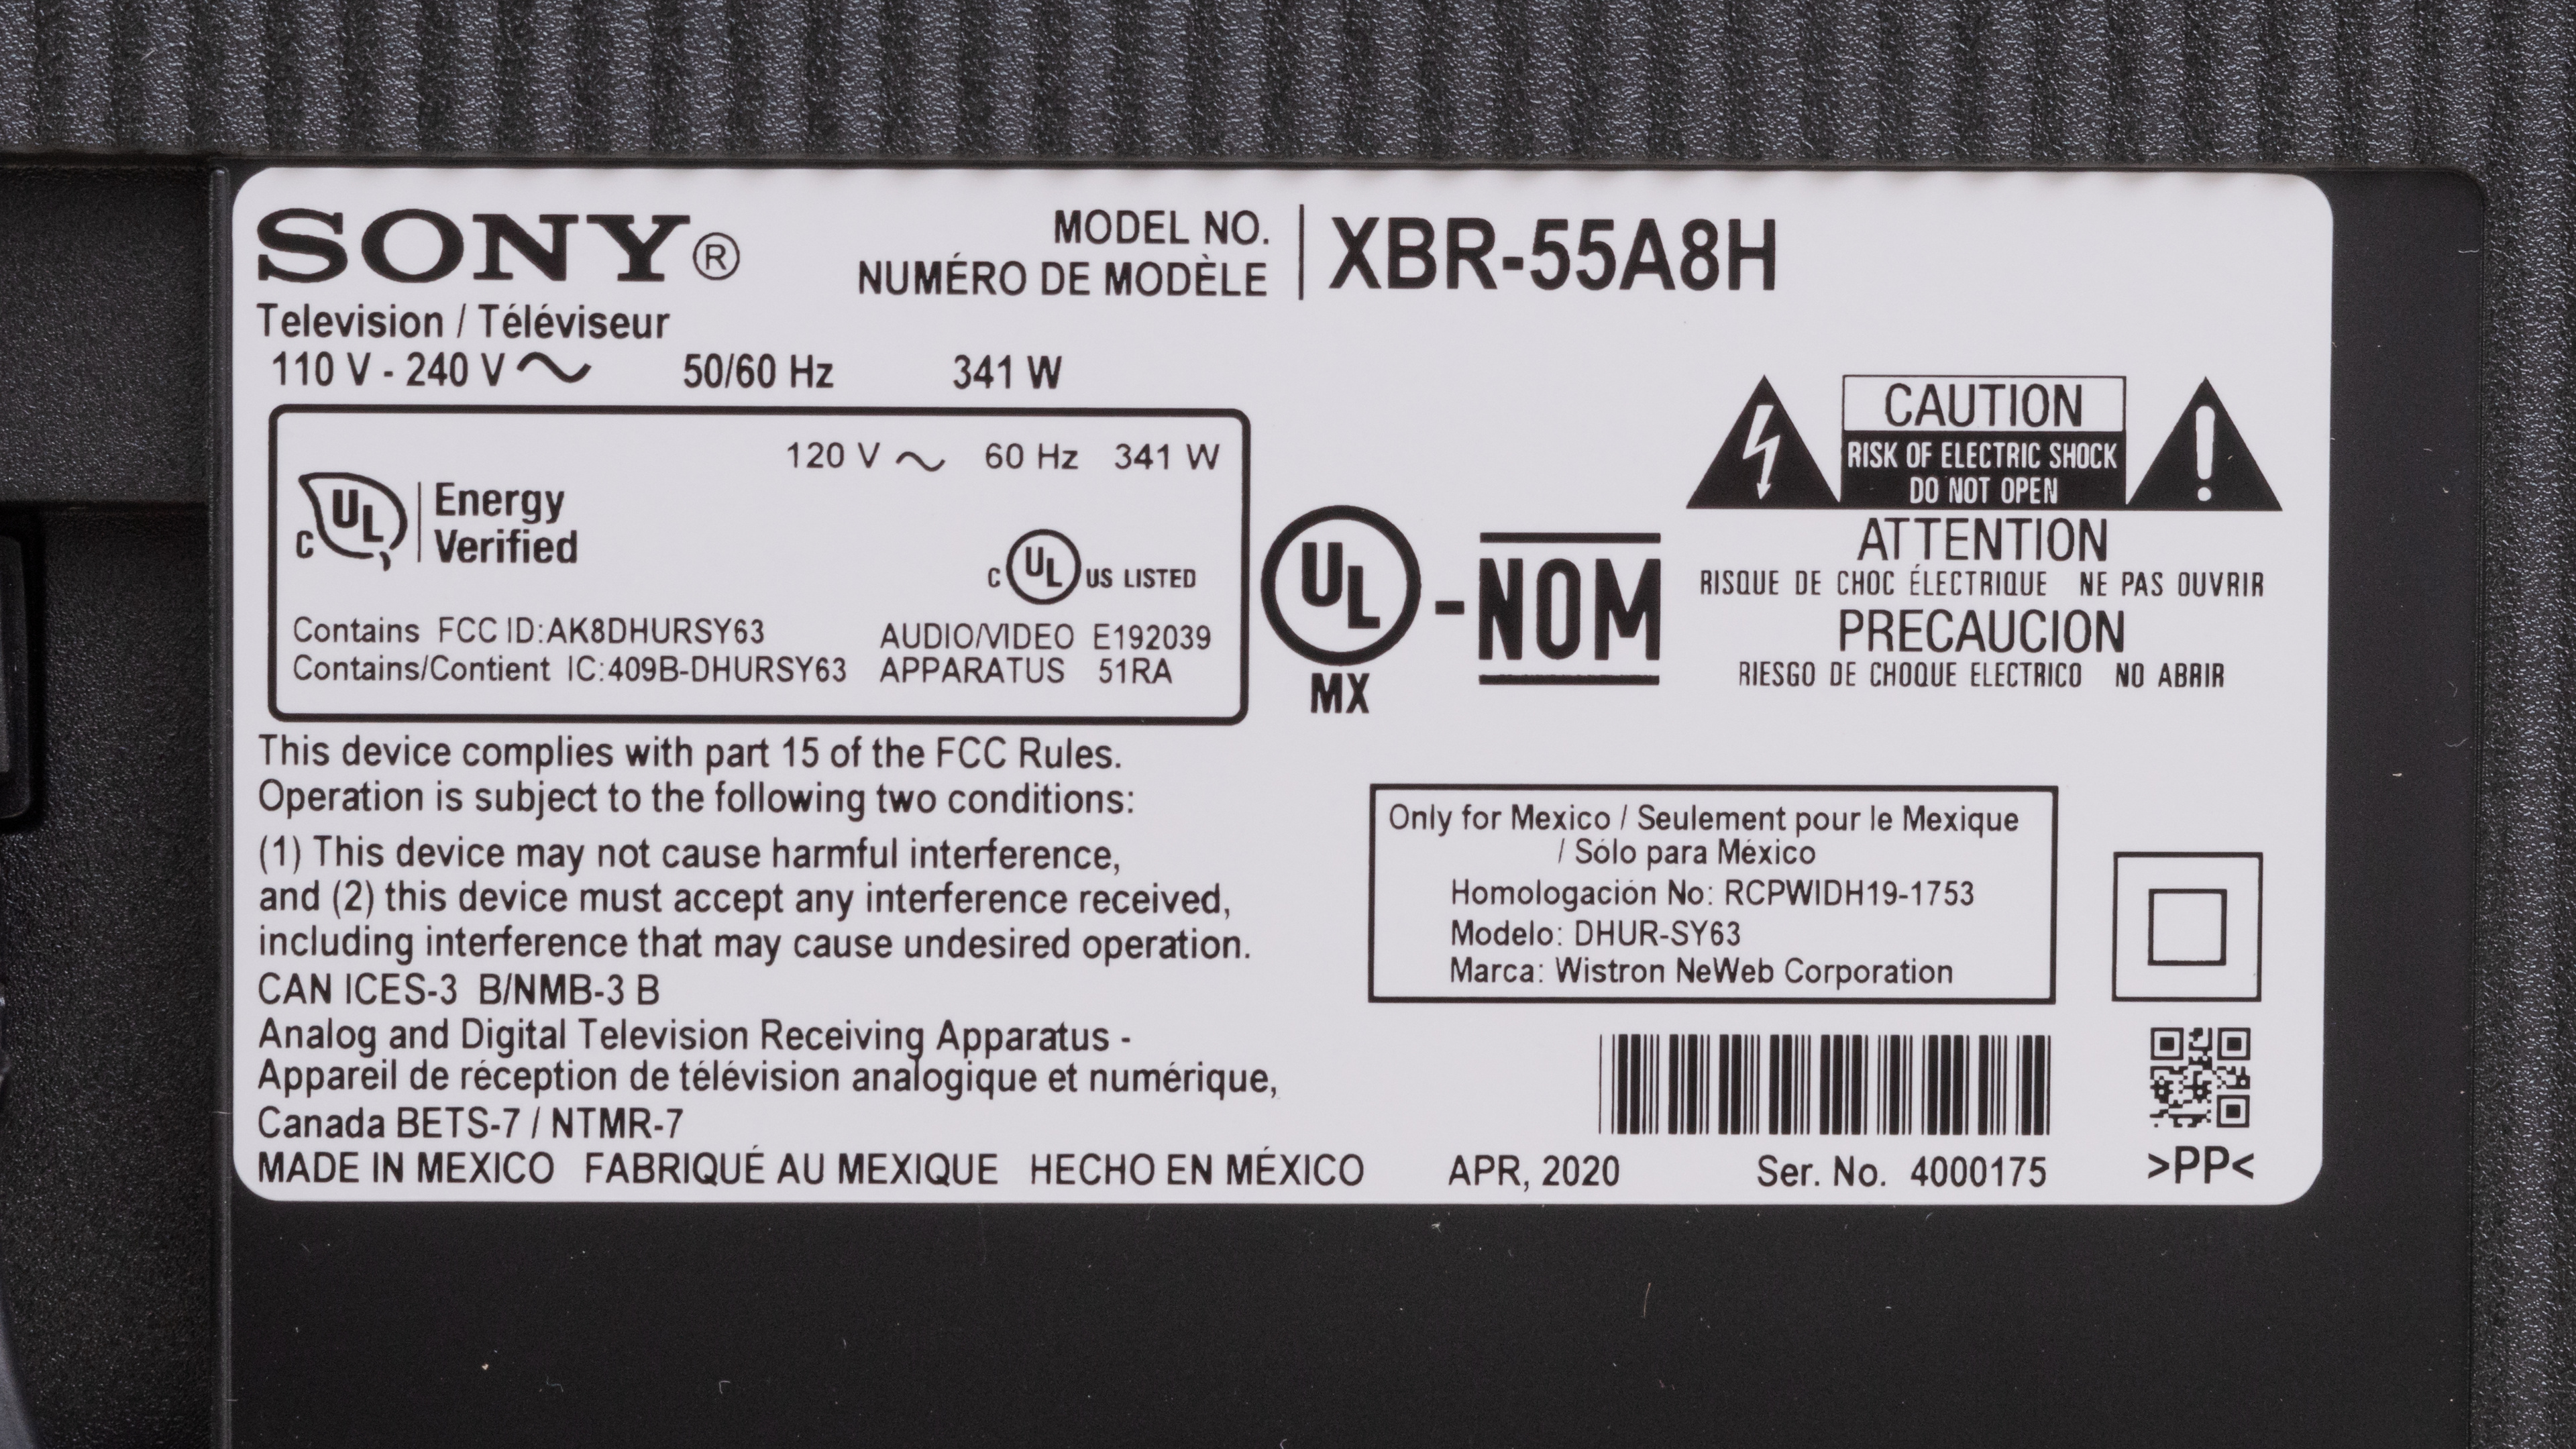 SONY®
MODEL NO.
NUMÉRO DE MODÈLE
XBR-55A8H
Television / Téléviseur
110 V - 240 V ~ 50/60 Hz 341 W
120 V ~ 60 Hz 341 W
C UL Energy
Verified
C UL US LISTED
Contains FCC ID:AK8DHURSY63
Contains/Contient IC:409B-DHURSY63
AUDIO/VIDEO E192039
APPARATUS 51RA
UL
MX
-NOM
CAUTION
RISK OF ELECTRIC SHOCK
DO NOT OPEN
ATTENTION
RISQUE DE CHOC ÉLECTRIQUE NE PAS OUVRIR
PRECAUCION
RIESGO DE CHOQUE ELECTRICO NO ABRIR
This device complies with part 15 of the FCC Rules.
Operation is subject to the following two conditions:
(1) This device may not cause harmful interference,
and (2) this device must accept any interference received,
including interference that may cause undesired operation.
CAN ICES-3 B/NMB-3 B
Analog and Digital Television Receiving Apparatus -
Appareil de réception de télévision analogique et numérique,
Canada BETS-7 / NTMR-7
Only for Mexico / Seulement pour le Mexique
/ Sólo para México
Homologación No: RCPWIDH19-1753
Modelo: DHUR-SY63
Marca: Wistron NeWeb Corporation
MADE IN MEXICO FABRIQUÉ AU MEXIQUE HECHO EN MÉXICO
APR, 2020
Ser. No. 4000175
>PP<